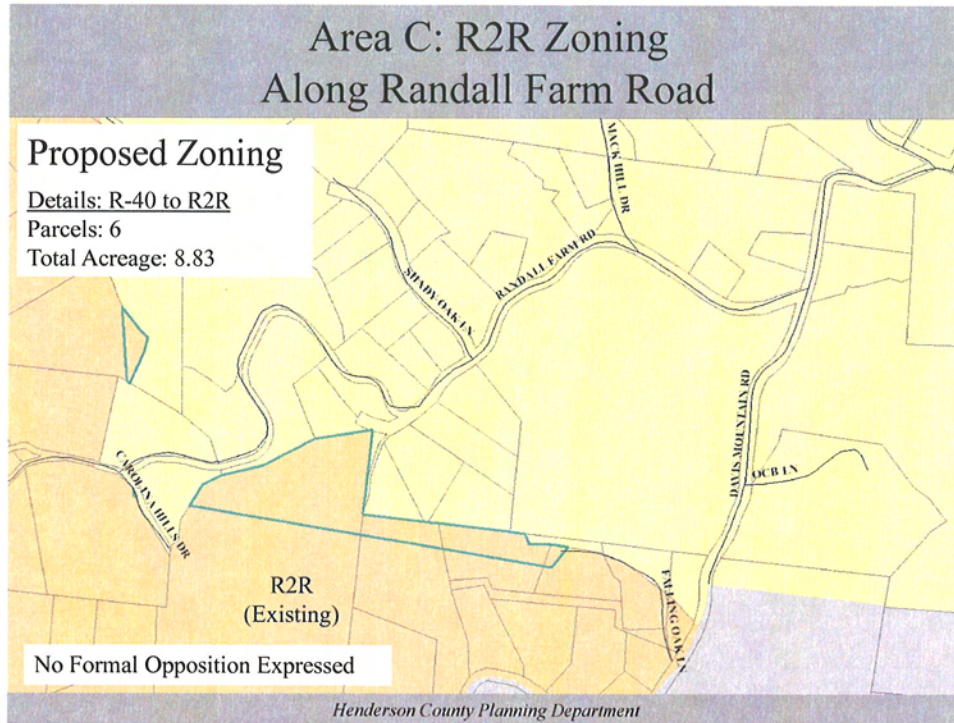 Area C: R2R Zoning
Along Randall Farm Road
Proposed Zoning
Details: R-40 to R2R
Parcels: 6
Total Acreage: 8.83
MACK HILL DR
RANDALL FARM RD
SHADY OAK LN
DAVIS MOUNTAIN RD
OCB LN
CAROLINA HILLS DR
FALLING OAK LN
R2R
(Existing)
No Formal Opposition Expressed
Henderson County Planning Department